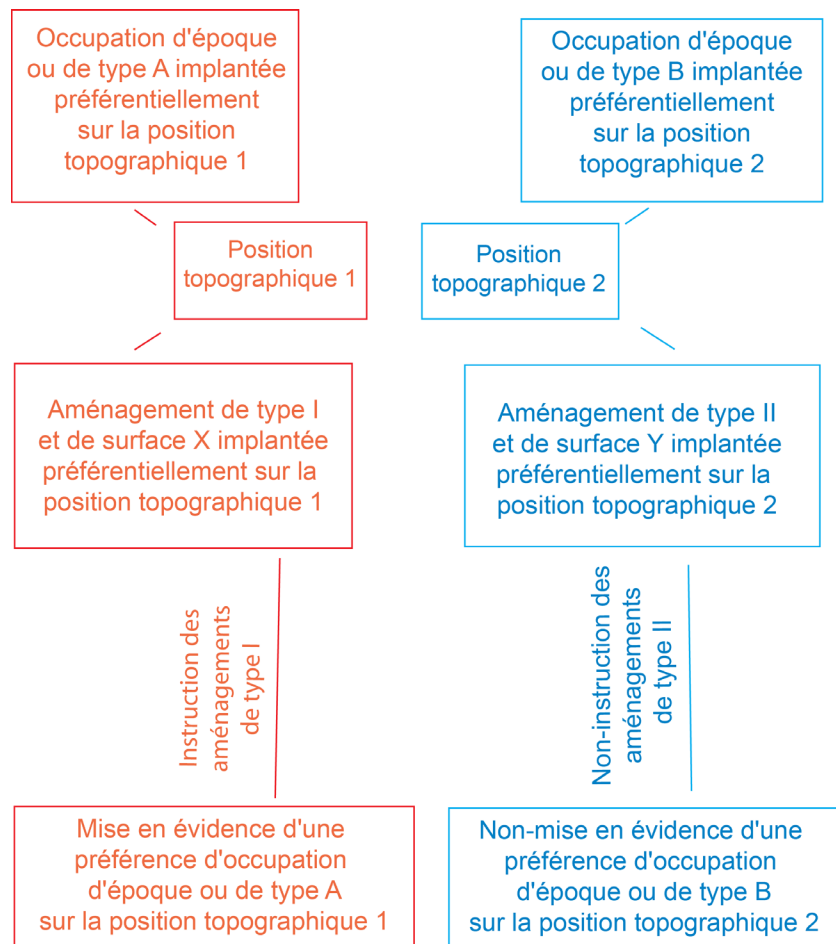 Occupation d'époque
ou de type A implantée
préférentiellement
sur la position
topographique 1
Position
topographique 1
Aménagement de type I
et de surface X implantée
préférentiellement sur la
position topographique 1
Instruction des
aménagements
de type I
Mise en évidence d'une
préférence d'occupation
d'époque ou de type A
sur la position topographique 1
Occupation d'époque
ou de type B implantée
préférentiellement
sur la position
topographique 2
Position
topographique 2
Aménagement de type II
et de surface Y implantée
préférentiellement sur la
position topographique 2
Non-instruction des
aménagements
de type II
Non-mise en évidence d'une
préférence d'occupation
d'époque ou de type B
sur la position topographique 2